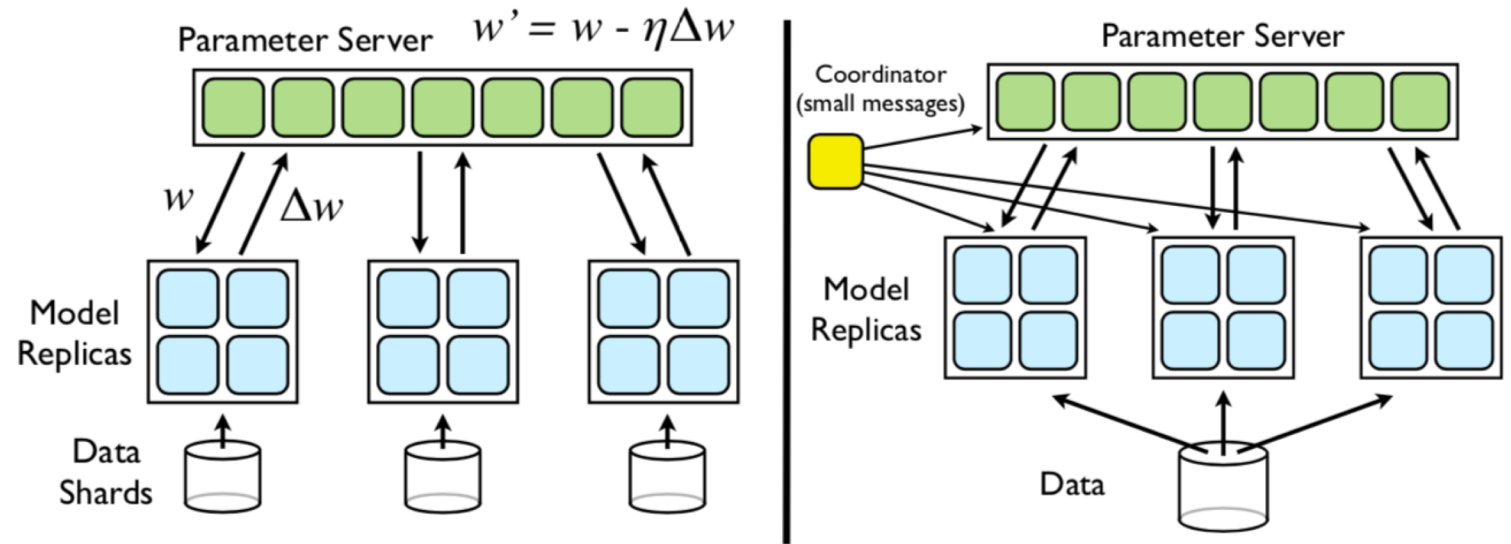 Parameter Server w’ = w - ηΔw
w
Δw
Model
Replicas
Data
Shards
Parameter Server
Coordinator
(small messages)
Model
Replicas
Data